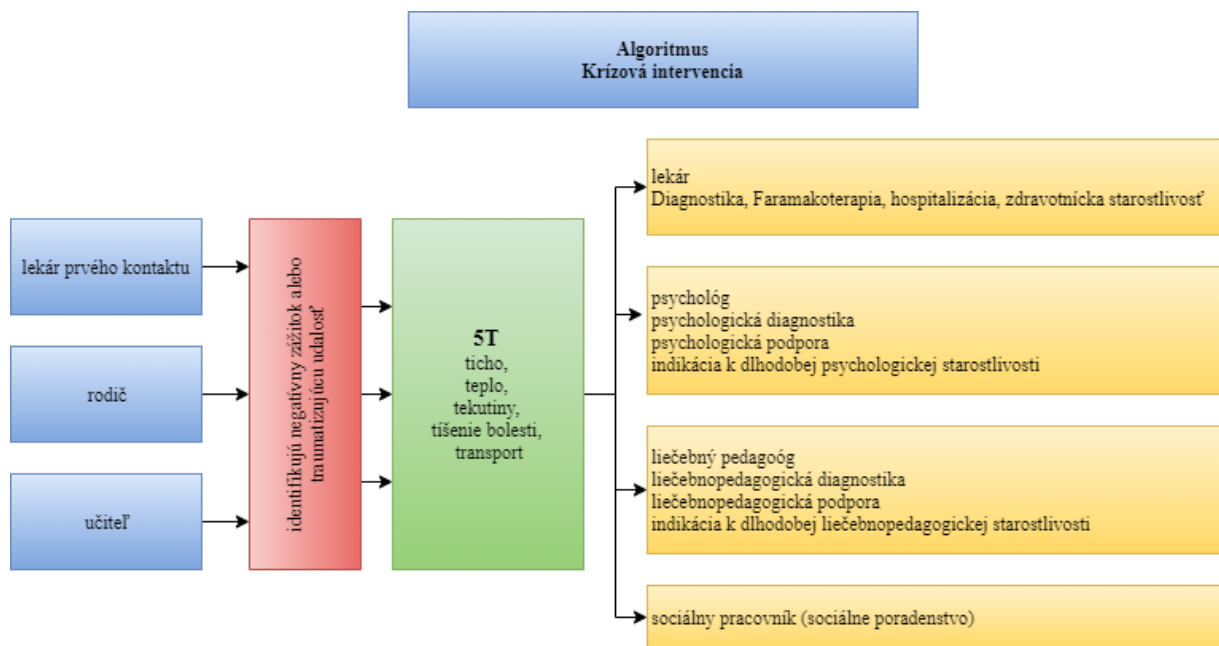 Algoritmus
Krízová intervencia
lekár prvého kontaktu
rodič
učiteľ
identifikujú negatívny zážitok alebo
traumatizujúcu udalosť
5T
ticho,
teplo,
tekutiny,
tíšenie bolesti,
transport
lekár
Diagnostika, Faramakoterapia, hospitalizácia, zdravotnícka starostlivosť
psychológ
psychologická diagnostika
psychologická podpora
indikácia k dlhodobej psychologickej starostlivosti
liečebný pedagoóg
liečebnopedagogická diagnostika
liečebnopedagogická podpora
indikácia k dlhodobej liečebnopedagogickej starostlivosti
sociálny pracovník (sociálne poradenstvo)